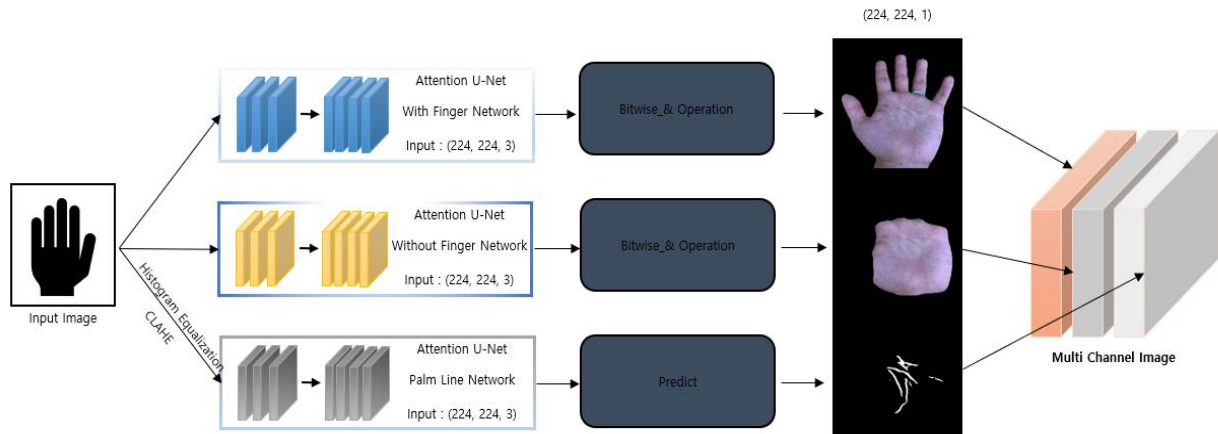 (224, 224, 1)
Attention U-Net
With Finger Network
Input : (224, 224, 3)
Bitwise_& Operation
Input Image
Histogram Equalization
CLAHE
Attention U-Net
Without Finger Network
Input : (224, 224, 3)
Bitwise_& Operation
Attention U-Net
Palm Line Network
Input : (224, 224, 3)
Predict
Multi Channel Image